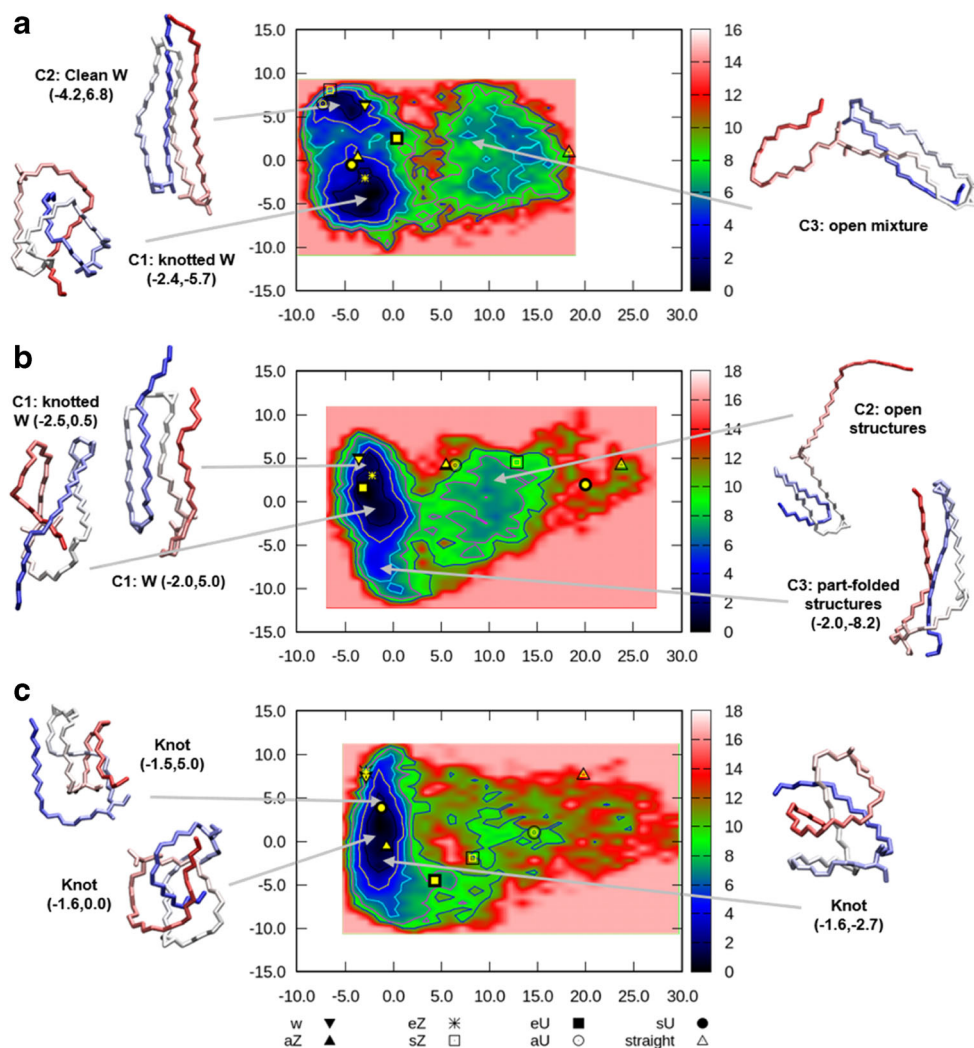 a
C2: Clean W
(-4.2,6.8)
C1: knotted W
(-2.4,-5.7)
C3: open mixture
15.0
10.0
5.0
0.0
-5.0
-10.0
15.0
-10.0 -5.0 0.0 5.0 10.0 15.0 20.0 25.0 30.0
16
14
12
10
8
6
4
2
0
b
C1: knotted
W (-2.5,0.5)
C1: W (-2.0,5.0)
C2: open
structures
C3: part-folded
structures
(-2.0,-8.2)
15.0
10.0
5.0
0.0
-5.0
-10.0
15.0
-10.0 -5.0 0.0 5.0 10.0 15.0 20.0 25.0 30.0
18
16
14
12
10
8
6
4
2
0
c
Knot
(-1.5,5.0)
Knot
(-1.6,0.0)
Knot
(-1.6,-2.7)
15.0
10.0
5.0
0.0
-5.0
-10.0
15.0
-10.0 -5.0 0.0 5.0 10.0 15.0 20.0 25.0 30.0
18
16
14
12
10
8
6
4
2
0
w eZ eU sU
aZ sZ aU straight